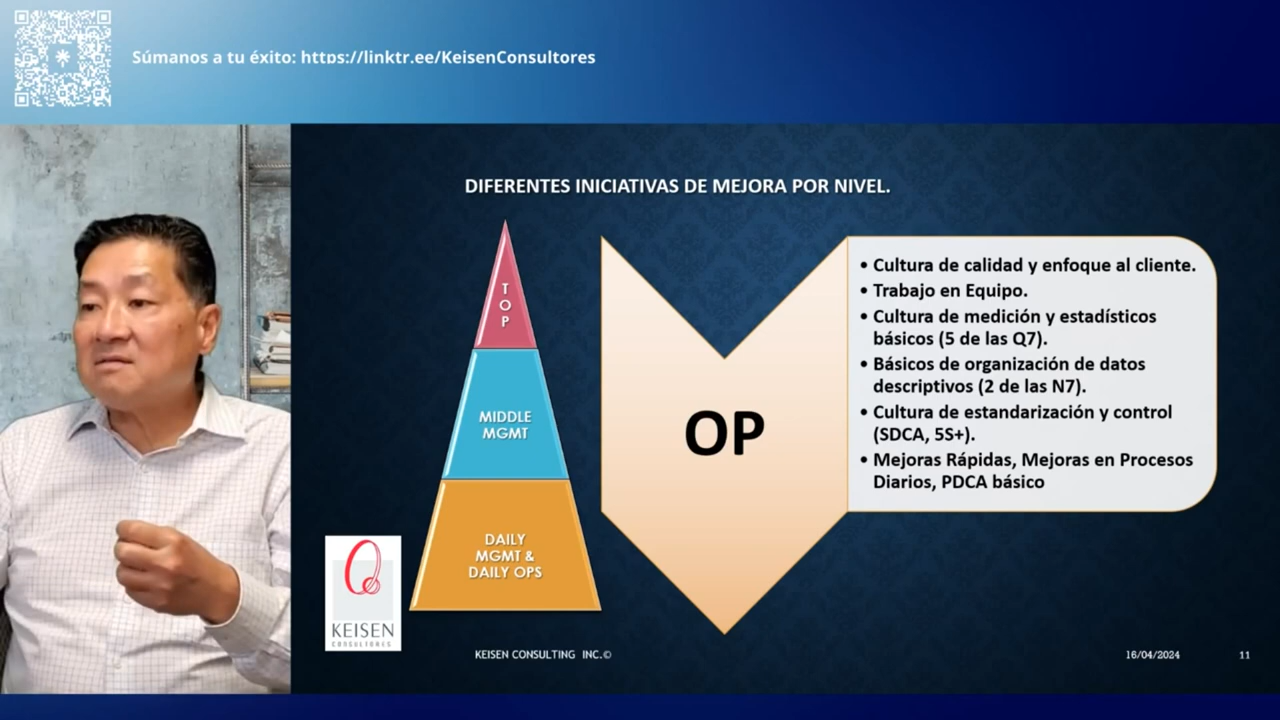 Súmanos a tu éxito: https://linktr.ee/KeisenConsultores
DIFERENTES INICIATIVAS DE MEJORA POR NIVEL.
T
O
P
MIDDLE
MGMT
DAILY
MGMT &
DAILY OPS
OP
• Cultura de calidad y enfoque al cliente.
• Trabajo en Equipo.
• Cultura de medición y estadísticos
básicos (5 de las Q7).
• Básicos de organización de datos
descriptivos (2 de las N7).
• Cultura de estandarización y control
(SDCA, 5S+).
• Mejoras Rápidas, Mejoras en Procesos
Diarios, PDCA básico
KEISEN
CONSULTORES
KEISEN CONSULTING INC.©
16/04/2024
11